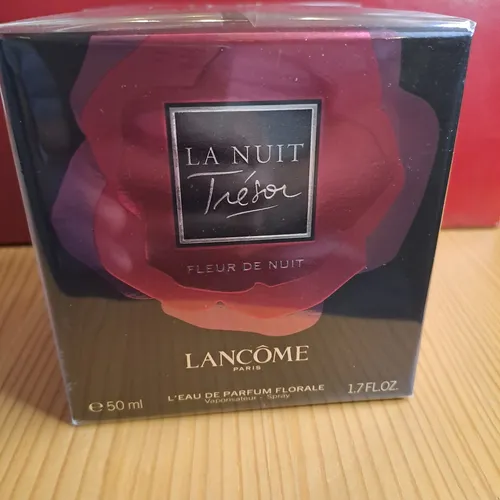 LA NUIT
Trésor
FLEUR DE NUIT
LANCÔME
PARIS
℮ 50 ml
L'EAU DE PARFUM FLORALE
Vaporisateur - Spray
1.7 FL.OZ.